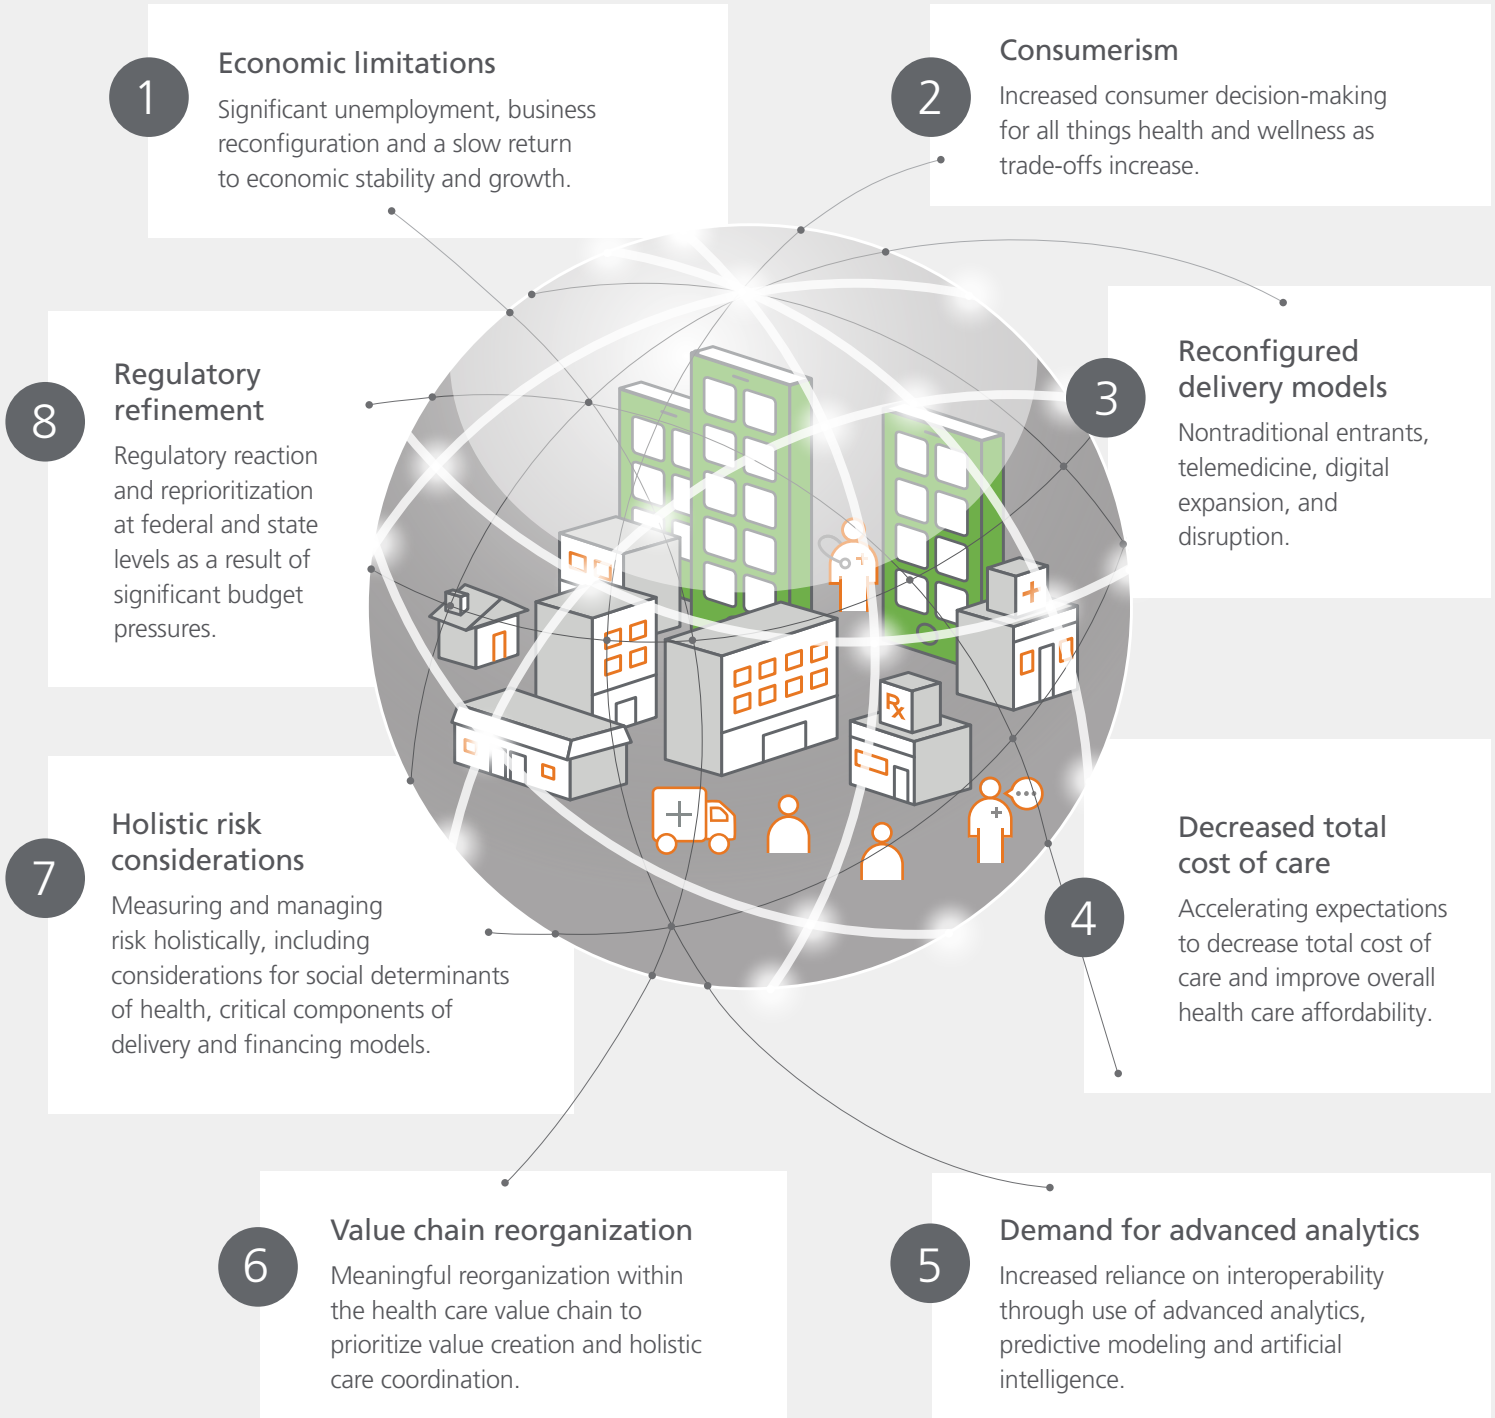 1
Economic limitations
Significant unemployment, business
reconfiguration and a slow return
to economic stability and growth.
2
Consumerism
Increased consumer decision-making
for all things health and wellness as
trade-offs increase.
3
Reconfigured
delivery models
Nontraditional entrants,
telemedicine, digital
expansion, and
disruption.
4
Decreased total
cost of care
Accelerating expectations
to decrease total cost of
care and improve overall
health care affordability.
5
Demand for advanced analytics
Increased reliance on interoperability
through use of advanced analytics,
predictive modeling and artificial
intelligence.
6
Value chain reorganization
Meaningful reorganization within
the health care value chain to
prioritize value creation and holistic
care coordination.
7
Holistic risk
considerations
Measuring and managing
risk holistically, including
considerations for social determinants
of health, critical components of
delivery and financing models.
8
Regulatory
refinement
Regulatory reaction
and reprioritization
at federal and state
levels as a result of
significant budget
pressures.
Rx